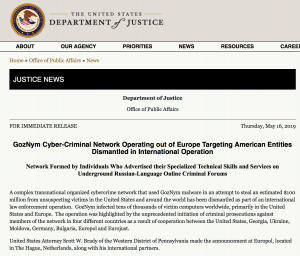 THE UNITED STATES
DEPARTMENT of JUSTICE
ABOUT OUR AGENCY PRIORITIES NEWS RESOURCES CAREE
Home » Office of Public Affairs » News
JUSTICE NEWS
Department of Justice
Office of Public Affairs
FOR IMMEDIATE RELEASE Thursday, May 16, 2019
GozNym Cyber-Criminal Network Operating out of Europe Targeting American Entities
Dismantled in International Operation
Network Formed by Individuals Who Advertised their Specialized Technical Skills and Services on
Underground Russian-Language Online Criminal Forums
A complex transnational organized cybercrime network that used GozNym malware in an attempt to steal an estimated $100
million from unsuspecting victims in the United States and around the world has been dismantled as part of an international
law enforcement operation. GozNym infected tens of thousands of victim computers worldwide, primarily in the United
States and Europe. The operation was highlighted by the unprecedented initiation of criminal prosecutions against
members of the network in four different countries as a result of cooperation between the United States, Georgia, Ukraine,
Moldova, Germany, Bulgaria, Europol and Eurojust.
United States Attorney Scott W. Brady of the Western District of Pennsylvania made the announcement at Europol, located
in The Hague, Netherlands, along with his international partners.